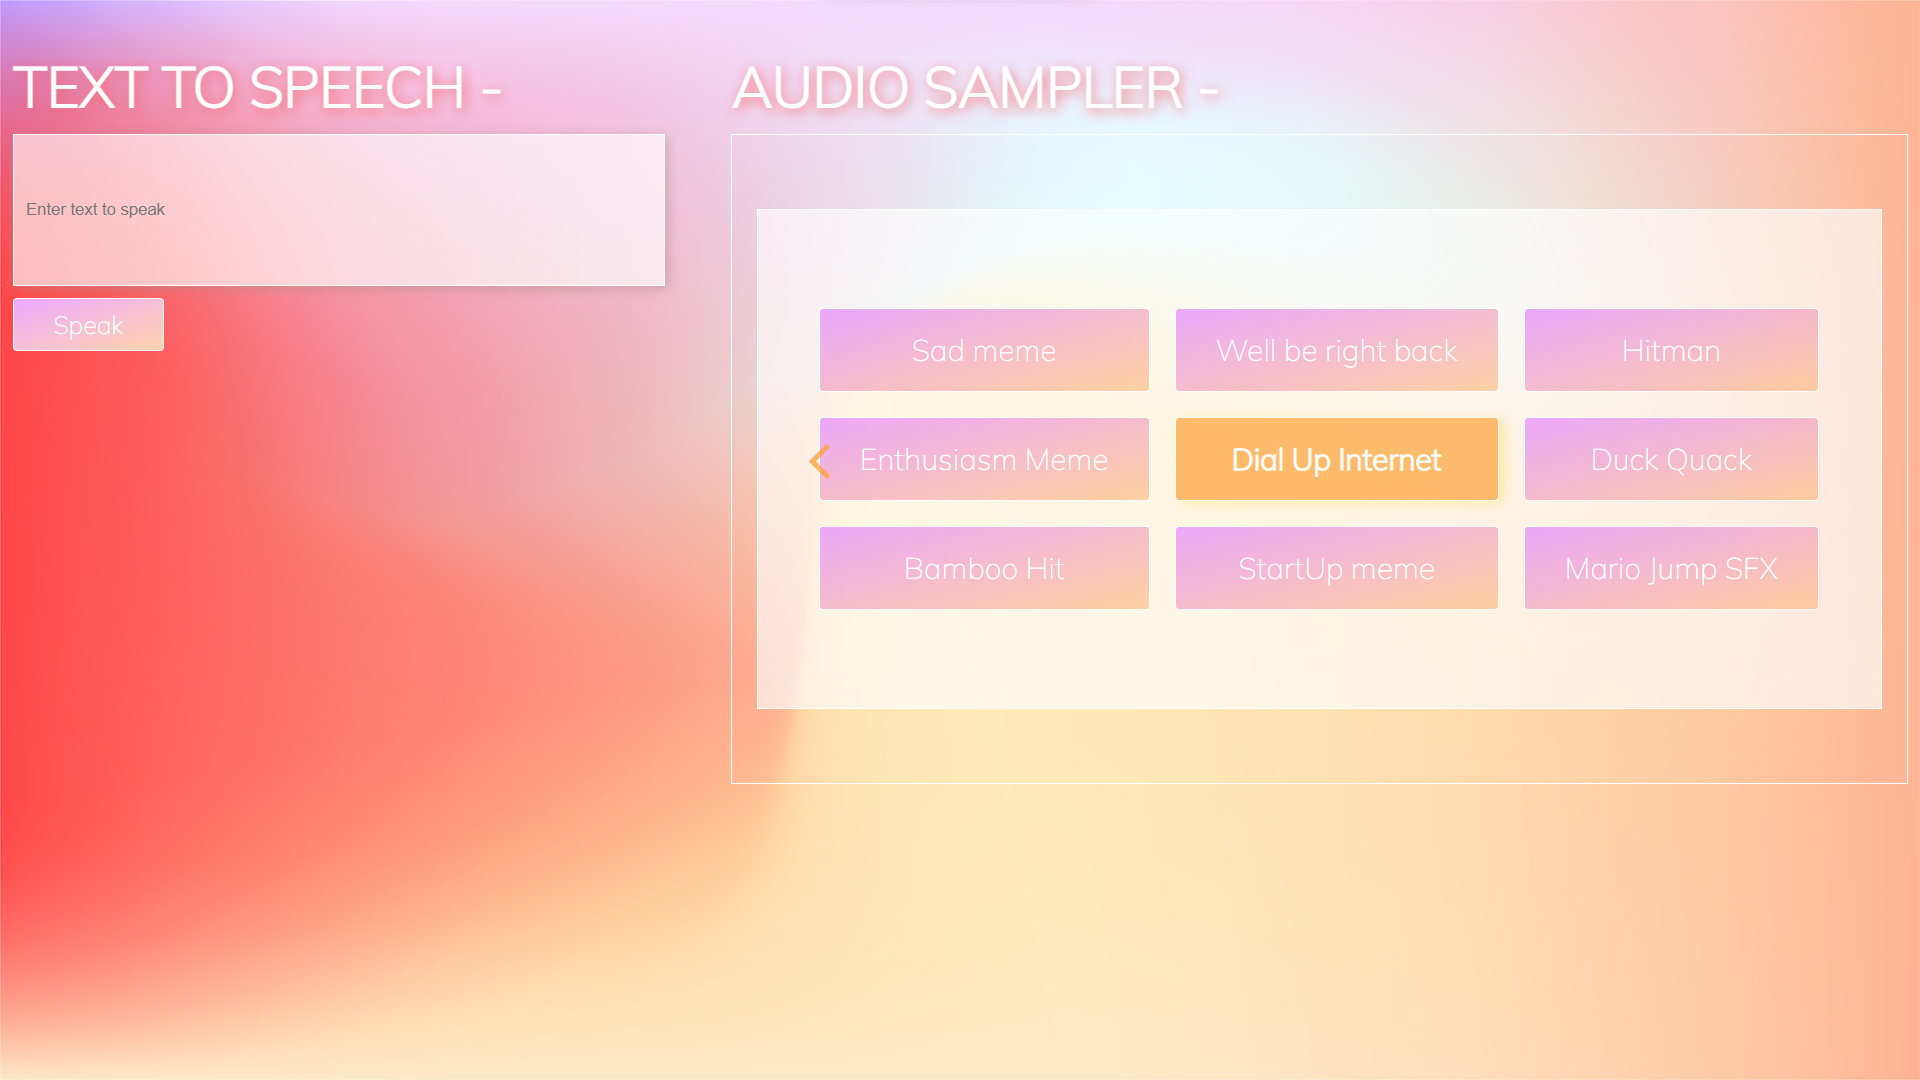 TEXT TO SPEECH -
Enter text to speak
Speak
AUDIO SAMPLER -
Sad meme
Well be right back
Hitman
Enthusiasm Meme
Dial Up Internet
Duck Quack
Bamboo Hit
StartUp meme
Mario Jump SFX